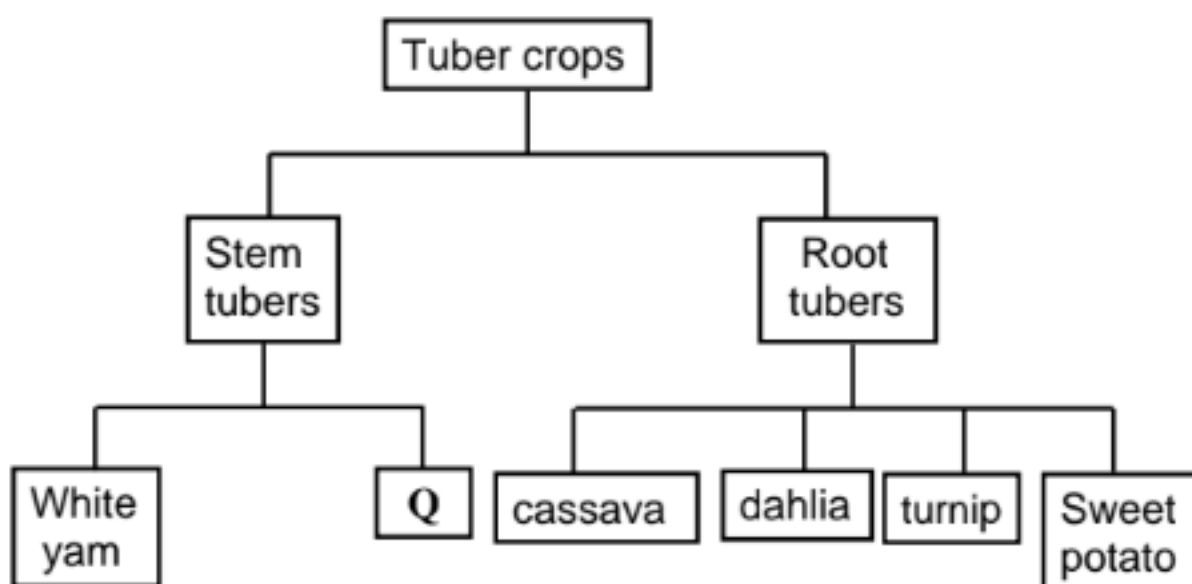 Tuber crops
Stem
tubers
Root
tubers
White
yam
Q
cassava
dahlia
turnip
Sweet
potato